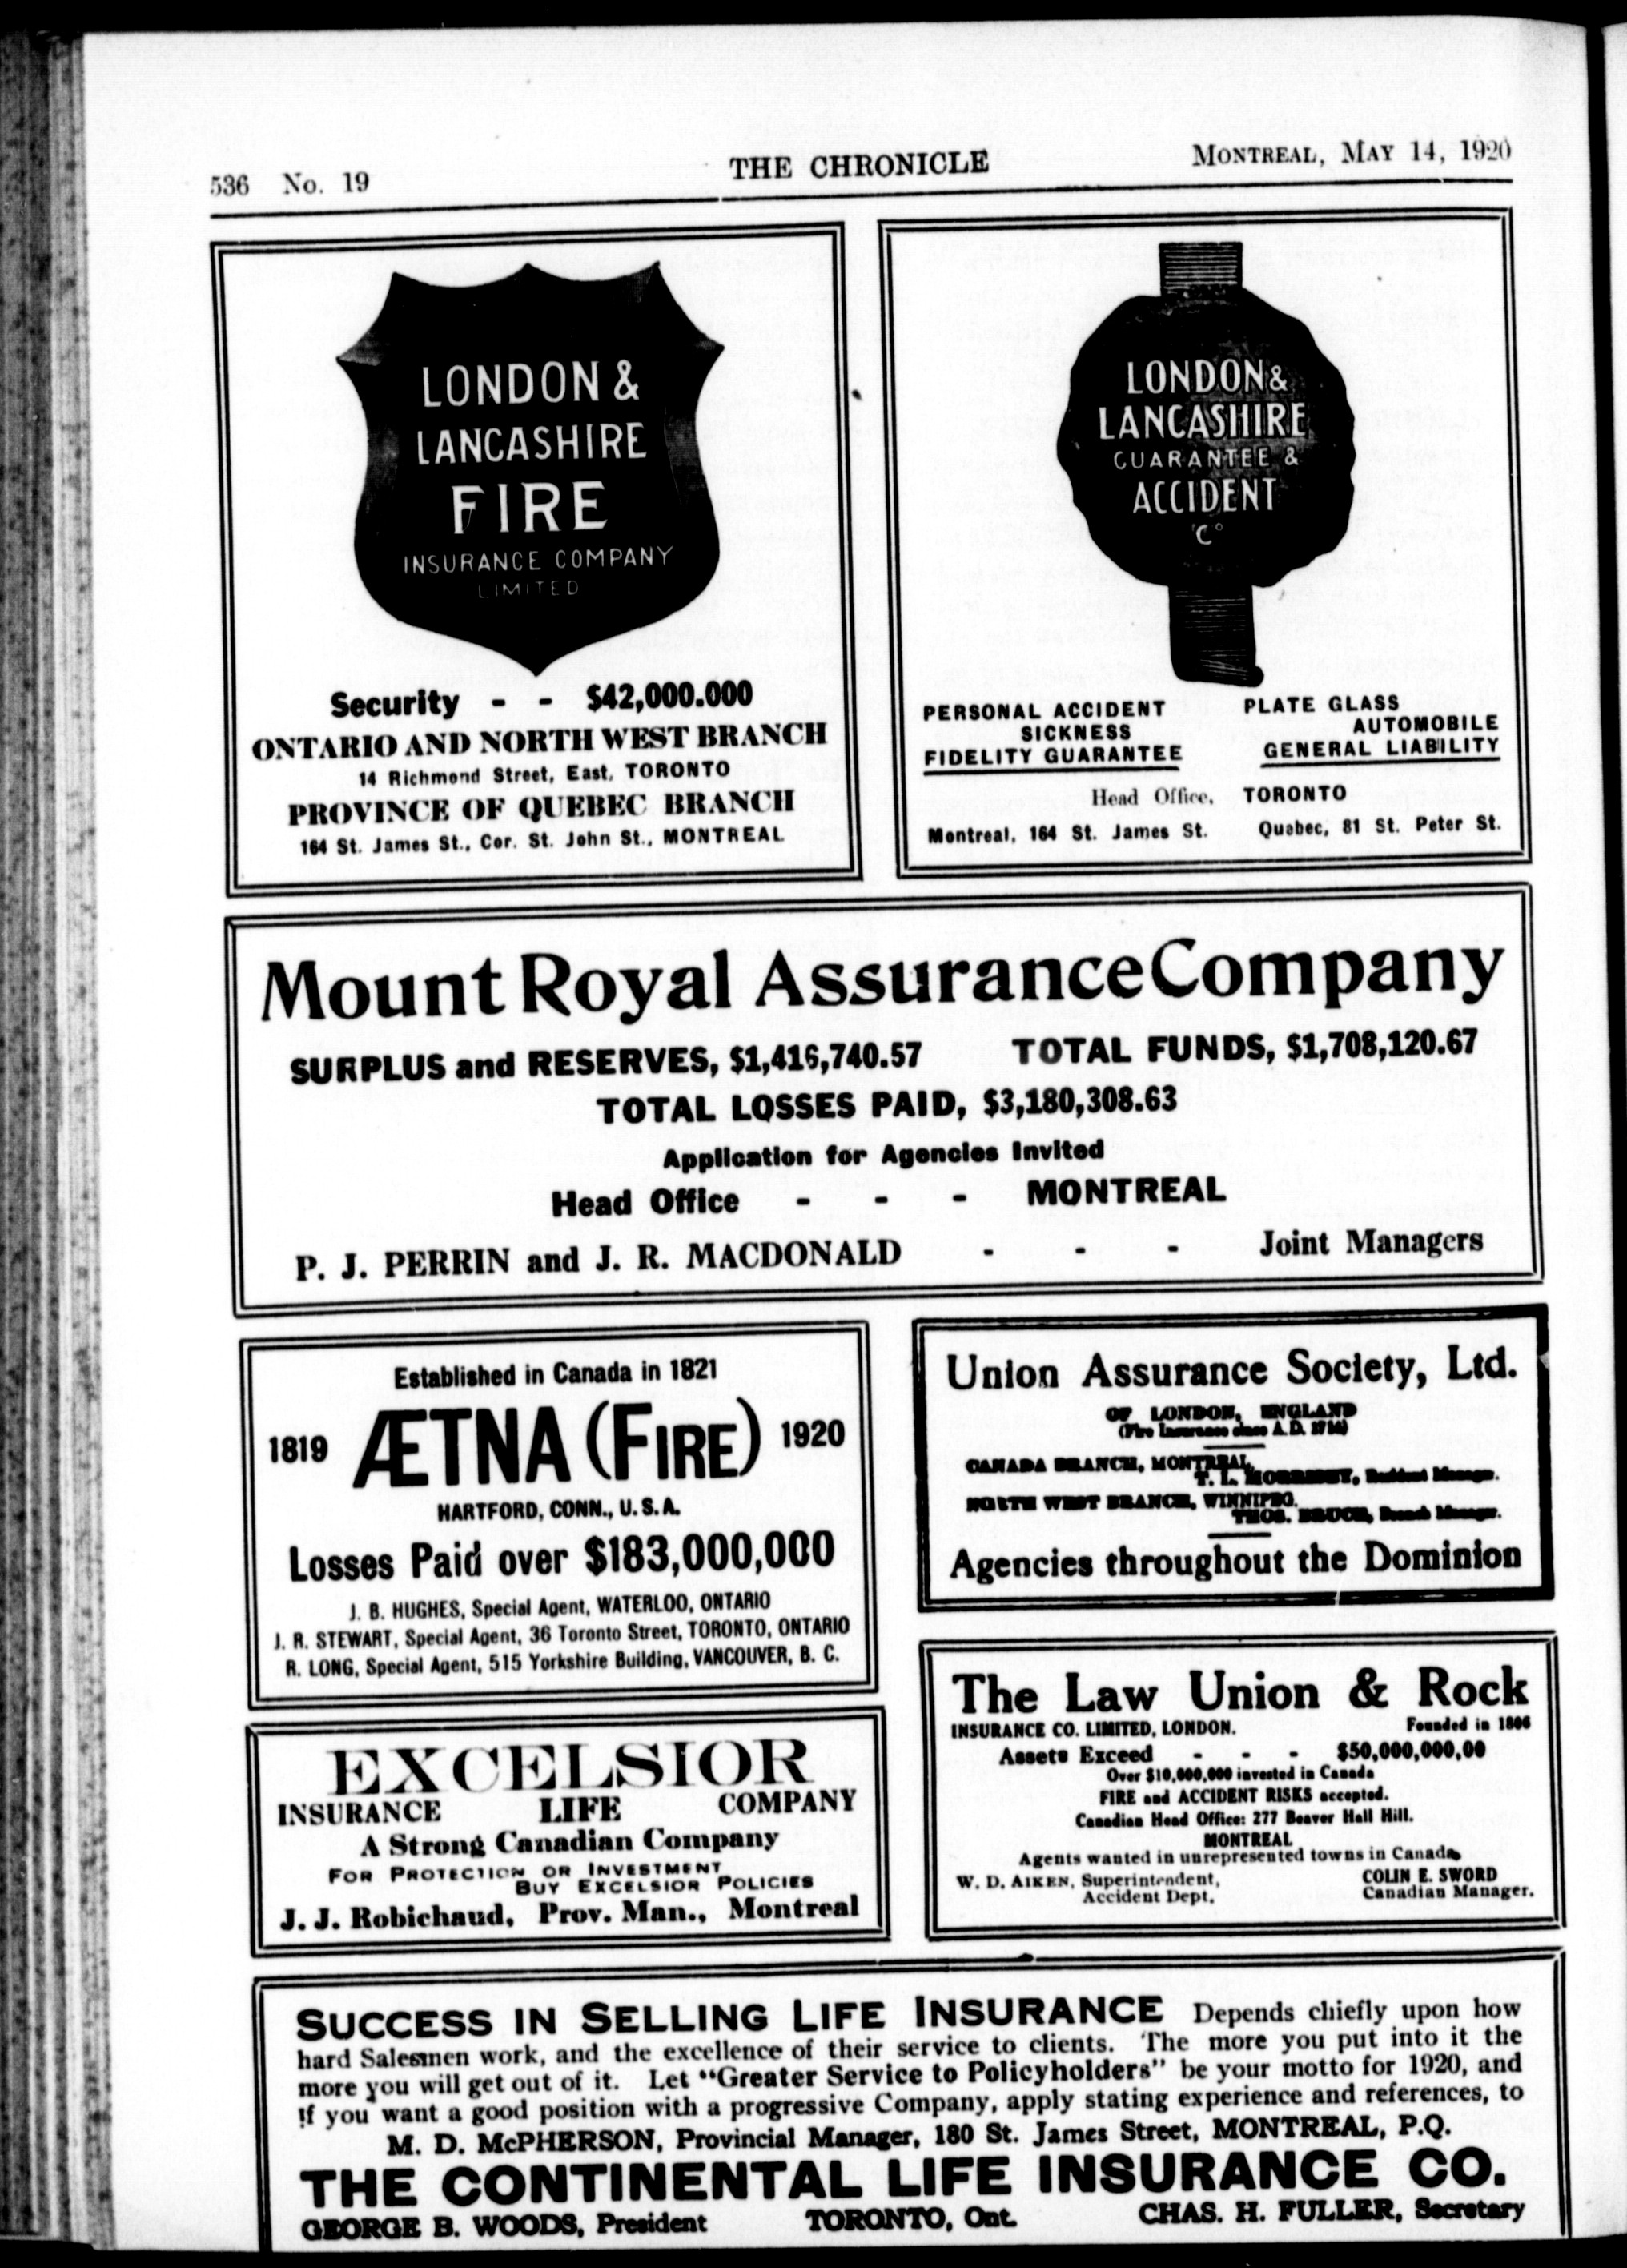 536 No. 19
THE CHRONICLE
MONTREAL, MAY 14, 1920
LONDON &
LANCASHIRE
FIRE
INSURANCE COMPANY
LIMITED
Security - - $42,000.000
ONTARIO AND NORTH WEST BRANCH
14 Richmond Street, East, TORONTO
PROVINCE OF QUEBEC BRANCH
164 St. James St., Cor. St. John St., MONTREAL
LONDON &
LANCASHIRE
GUARANTEE &
ACCIDENT
Co
PERSONAL ACCIDENT
SICKNESS
FIDELITY GUARANTEE
PLATE GLASS
AUTOMOBILE
GENERAL LIABILITY
Head Office, TORONTO
Montreal, 164 St. James St. Quebec, 81 St. Peter St.
Mount Royal Assurance Company
SURPLUS and RESERVES, $1,416,740.57 TOTAL FUNDS, $1,708,120.67
TOTAL LOSSES PAID, $3,180,308.63
Application for Agencies Invited
Head Office - - - MONTREAL
P. J. PERRIN and J. R. MACDONALD - - - Joint Managers
Established in Canada in 1821
1819 ÆTNA (FIRE) 1920
HARTFORD, CONN., U.S.A.
Losses Paid over $183,000,000
J. B. HUGHES, Special Agent, WATERLOO, ONTARIO
J. R. STEWART, Special Agent, 36 Toronto Street, TORONTO, ONTARIO
R. LONG, Special Agent, 515 Yorkshire Building, VANCOUVER, B. C.
Union Assurance Society, Ltd.
OF LONDON, ENGLAND
(Fire Insurance since A.D. 1714)
CANADA BRANCH, MONTREAL,
T. L. MORRISEY, Resident Manager.
NORTH WEST BRANCH, WINNIPEG.
THOS. BRUCE, Branch Manager.
Agencies throughout the Dominion
EXCELSIOR
INSURANCE LIFE COMPANY
A Strong Canadian Company
FOR PROTECTION OR INVESTMENT
BUY EXCELSIOR POLICIES
J. J. Robichaud, Prov. Man., Montreal
The Law Union & Rock
INSURANCE CO. LIMITED, LONDON. Founded in 1806
Assets Exceed - - - $50,000,000,00
Over $10,000,000 invested in Canada
FIRE and ACCIDENT RISKS accepted.
Canadian Head Office: 277 Beaver Hall Hill.
MONTREAL
Agents wanted in unrepresented towns in Canada.
W. D. AIKEN, Superintendent,
Accident Dept.
COLIN E. SWORD
Canadian Manager.
SUCCESS IN SELLING LIFE INSURANCE Depends chiefly upon how
hard Salesmen work, and the excellence of their service to clients. The more you put into it the
more you will get out of it. Let "Greater Service to Policyholders" be your motto for 1920, and
if you want a good position with a progressive Company, apply stating experience and references, to
M. D. McPHERSON, Provincial Manager, 180 St. James Street, MONTREAL, P.Q.
THE CONTINENTAL LIFE INSURANCE CO.
GEORGE B. WOODS, President TORONTO, Ont. CHAS. H. FULLER, Secretary